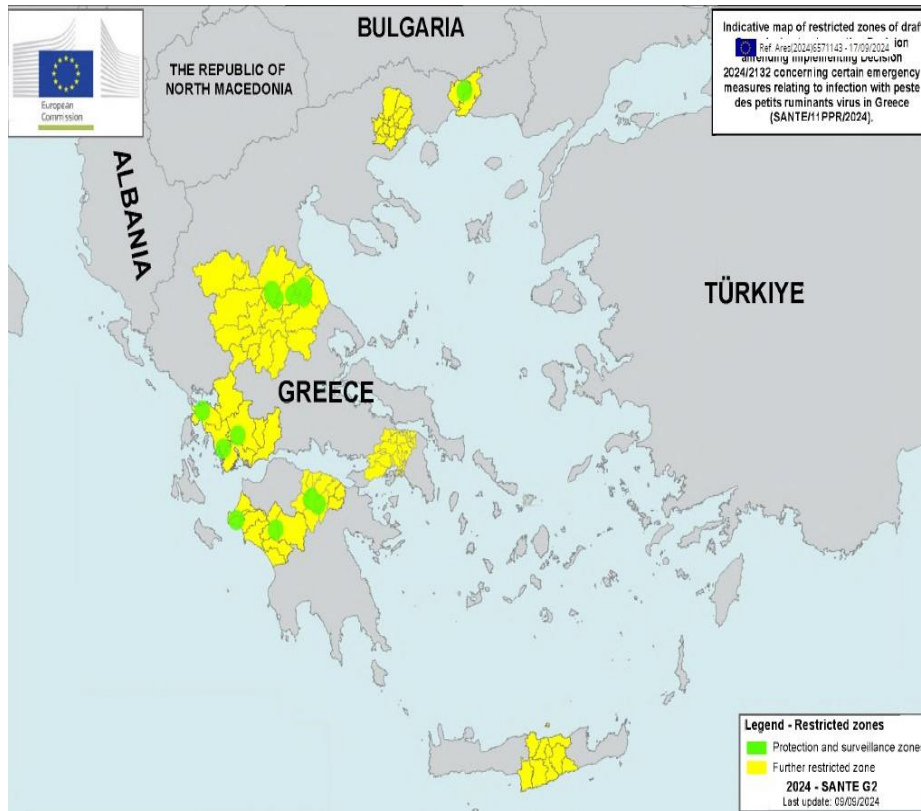 European
Commission
BULGARIA
THE REPUBLIC OF
NORTH MACEDONIA
ALBANIA
GREECE
TÜRKIYE
Indicative map of restricted zones of draft
Ref. Ares(2024)6571143 - 17/09/2024
amending Implementing Decision
2024/2132 concerning certain emergency
measures relating to infection with peste
des petits ruminants virus in Greece
(SANTE/11PPR/2024).
Legend - Restricted zones
Protection and surveillance zones
Further restricted zone
2024 - SANTE G2
Last update: 09/09/2024